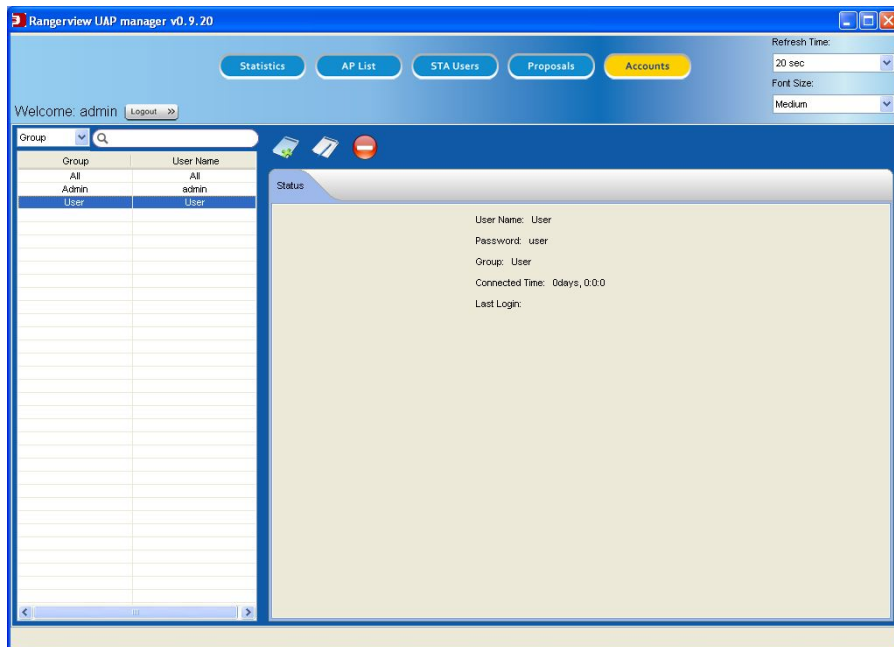 Rangerview UAP manager v0.9.20
Refresh Time:
Statistics AP List STA Users Proposals Accounts
20 sec
Font Size:
Medium
Welcome: admin Logout »
Group
Group User Name
All All
Admin admin
User User
Status
User Name: User
Password: user
Group: User
Connected Time: 0days, 0:0:0
Last Login: